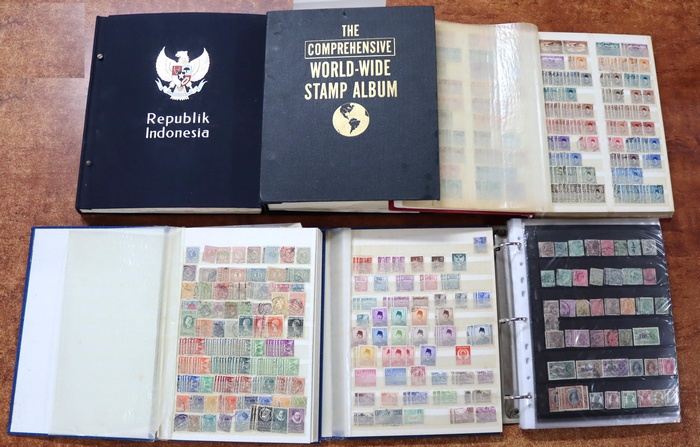 Republik
Indonesia
THE
COMPREHENSIVE
WORLD-WIDE
STAMP ALBUM